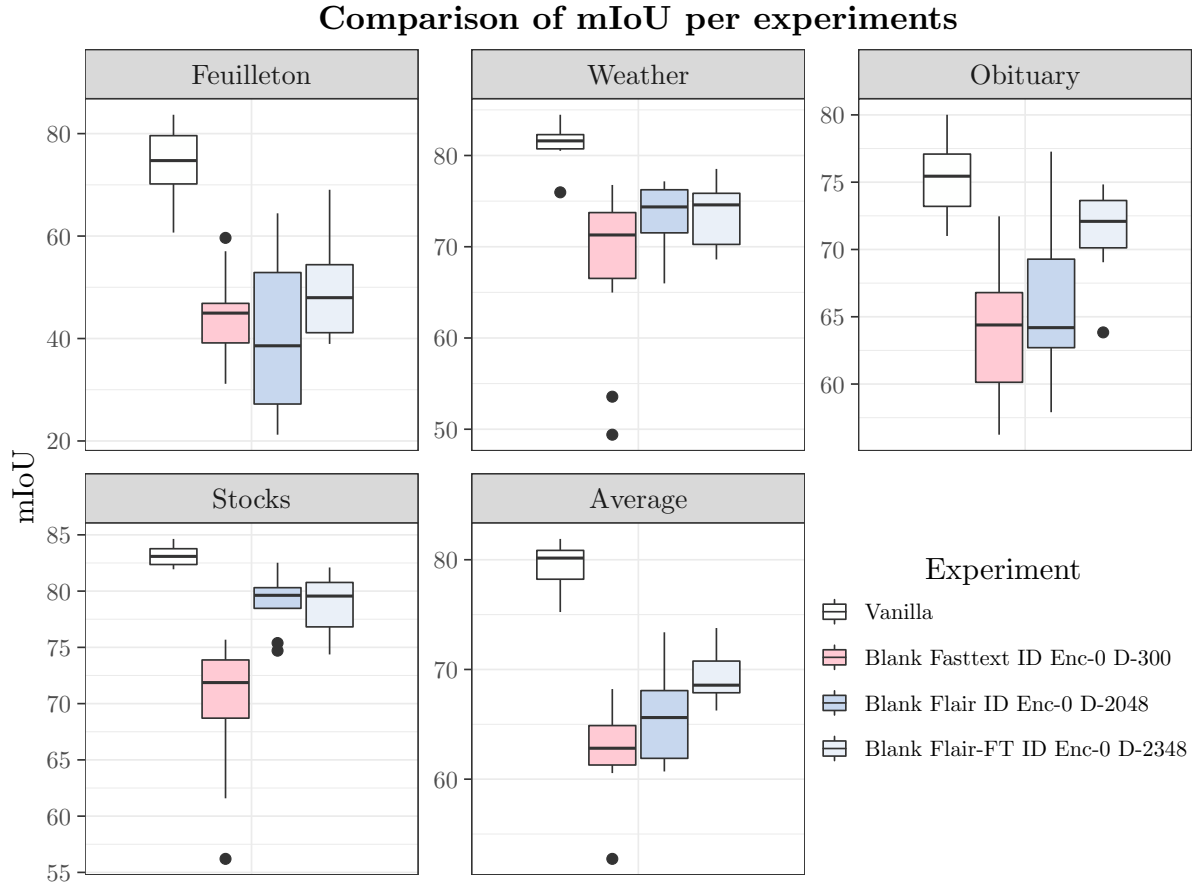 Comparison of mIoU per experiments
Feuilleton
Weather
Obituary
80
60
40
20
80
70
60
50
80
75
70
65
60
mIoU
Stocks
Average
85
80
75
70
65
60
55
80
70
60
Experiment
Vanilla
Blank Fasttext ID Enc-0 D-300
Blank Flair ID Enc-0 D-2048
Blank Flair-FT ID Enc-0 D-2348